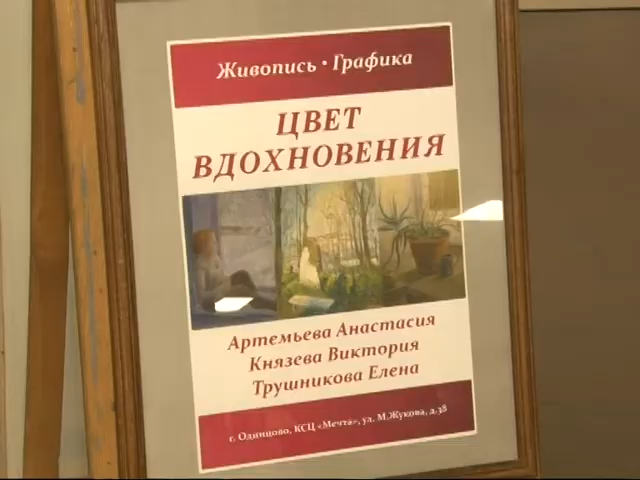 Живопись • Графика
ЦВЕТ
ВДОХНОВЕНИЯ
Артемьева Анастасия
Князева Виктория
Трушникова Елена
г. Одинцово, КСЦ «Мечта», ул. М.Жукова, д.38